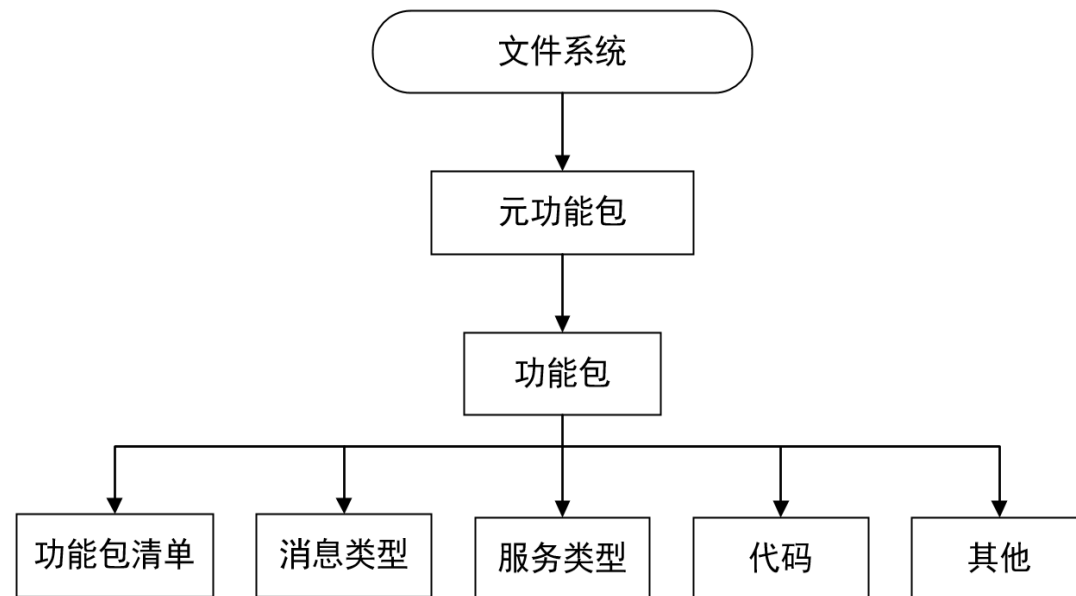 文件系统
元功能包
功能包
功能包清单
消息类型
服务类型
代码
其他